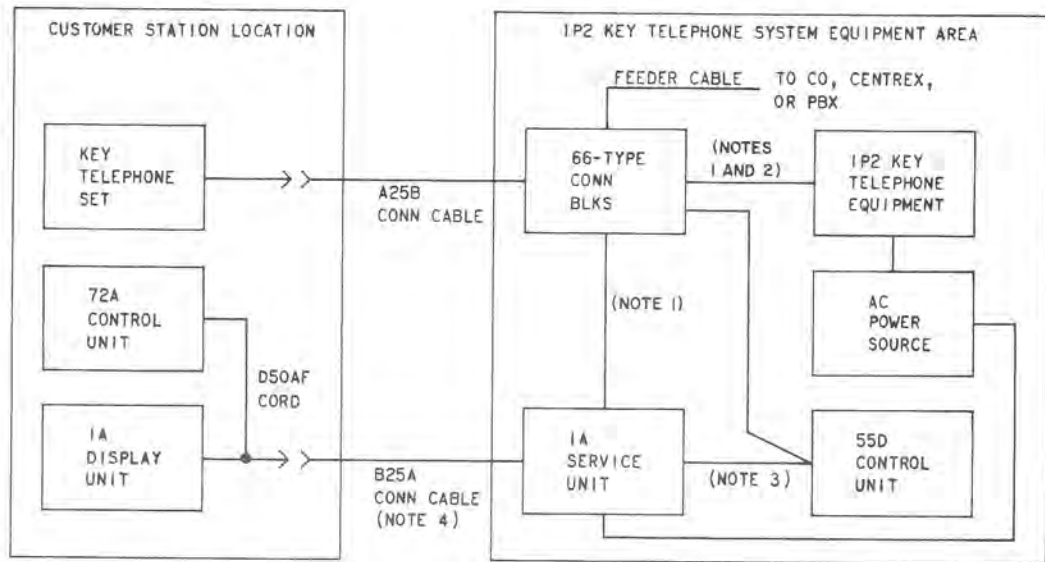 CUSTOMER STATION LOCATION
KEY
TELEPHONE
SET
72A
CONTROL
UNIT
1A
DISPLAY
UNIT
D50AF
CORD
A25B
CONN CABLE
B25A
CONN CABLE
(NOTE 4)
1P2 KEY TELEPHONE SYSTEM EQUIPMENT AREA
FEEDER CABLE
TO CO, CENTREX,
OR PBX
66-TYPE
CONN
BLKS
(NOTES
1 AND 2)
1P2 KEY
TELEPHONE
EQUIPMENT
(NOTE 1)
AC
POWER
SOURCE
1A
SERVICE
UNIT
(NOTE 3)
55D
CONTROL
UNIT